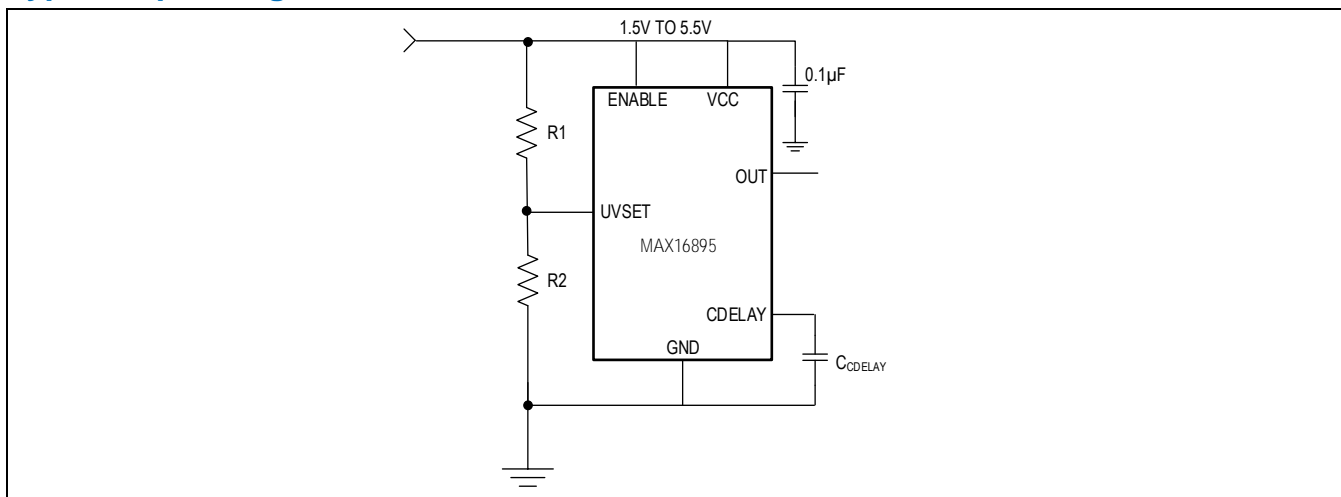 1.5V TO 5.5V
0.1µF
ENABLE VCC
R1
OUT
UVSET
MAX16895
R2
CDELAY
GND
CCDELAY